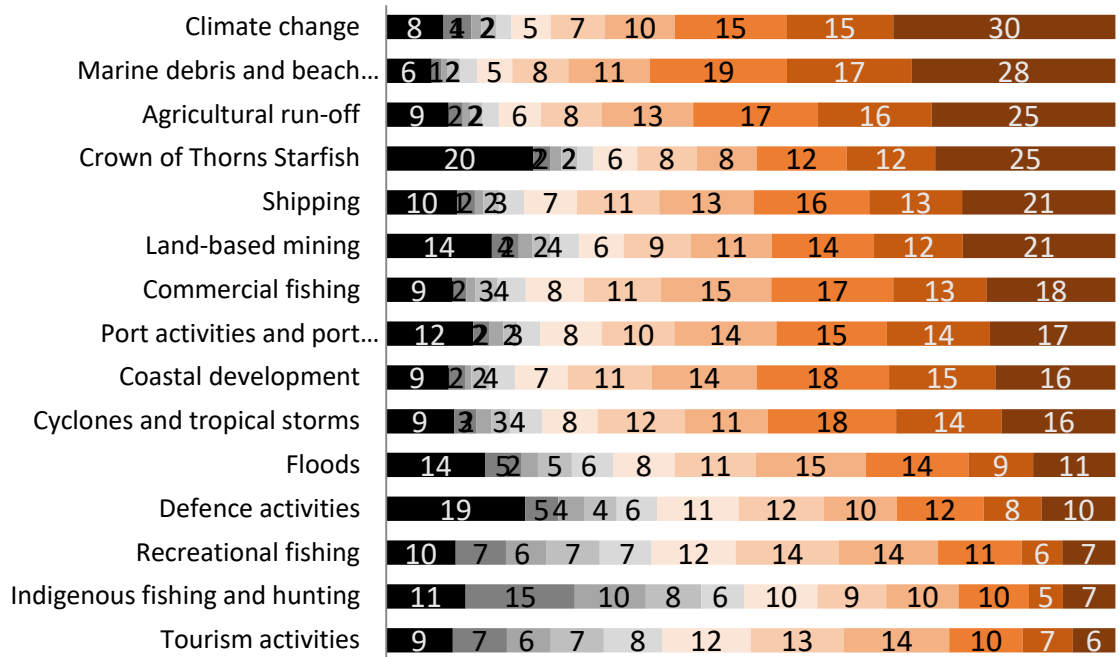 Climate change 8 4 1 2 2 5 7 10 15 15 30
Marine debris and beach… 6 1 2 5 8 11 19 17 28
Agricultural run-off 9 2 2 2 6 8 13 17 16 25
Crown of Thorns Starfish 20 2 2 2 6 8 8 12 12 25
Shipping 10 1 2 2 3 7 11 13 16 13 21
Land-based mining 14 4 2 2 4 6 9 11 14 12 21
Commercial fishing 9 2 3 4 8 11 15 17 13 18
Port activities and port… 12 2 2 2 3 8 10 14 15 14 17
Coastal development 9 2 2 4 7 11 14 18 15 16
Cyclones and tropical storms 9 3 2 3 4 8 12 11 18 14 16
Floods 14 5 2 5 6 8 11 15 14 9 11
Defence activities 19 5 4 4 6 11 12 10 12 8 10
Recreational fishing 10 7 6 7 7 12 14 14 11 6 7
Indigenous fishing and hunting 11 15 10 8 6 10 9 10 10 5 7
Tourism activities 9 7 6 7 8 12 13 14 10 7 6